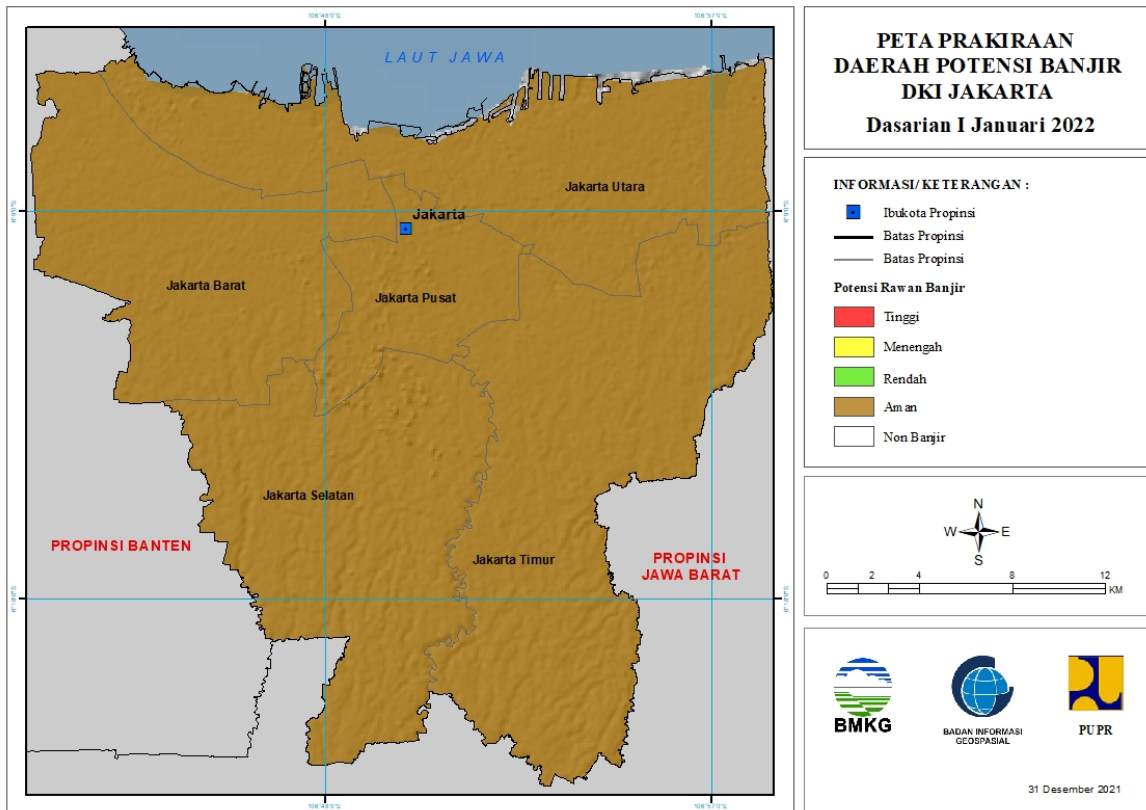 PETA PRAKIRAAN
DAERAH POTENSI BANJIR
DKI JAKARTA
Dasarian I Januari 2022
INFORMASI/ KETERANGAN :
Ibukota Propinsi
Batas Propinsi
Batas Propinsi
Potensi Rawan Banjir
Tinggi
Menengah
Rendah
Aman
Non Banjir
N
W E
S
0 2 4 8 12
KM
BMKG
BADAN INFORMASI
GEOSPASIAL
PUPR
31 Desember 2021
LAUT JAWA
Jakarta Utara
Jakarta
Jakarta Barat
Jakarta Pusat
Jakarta Selatan
Jakarta Timur
PROPINSI BANTEN
PROPINSI
JAWA BARAT